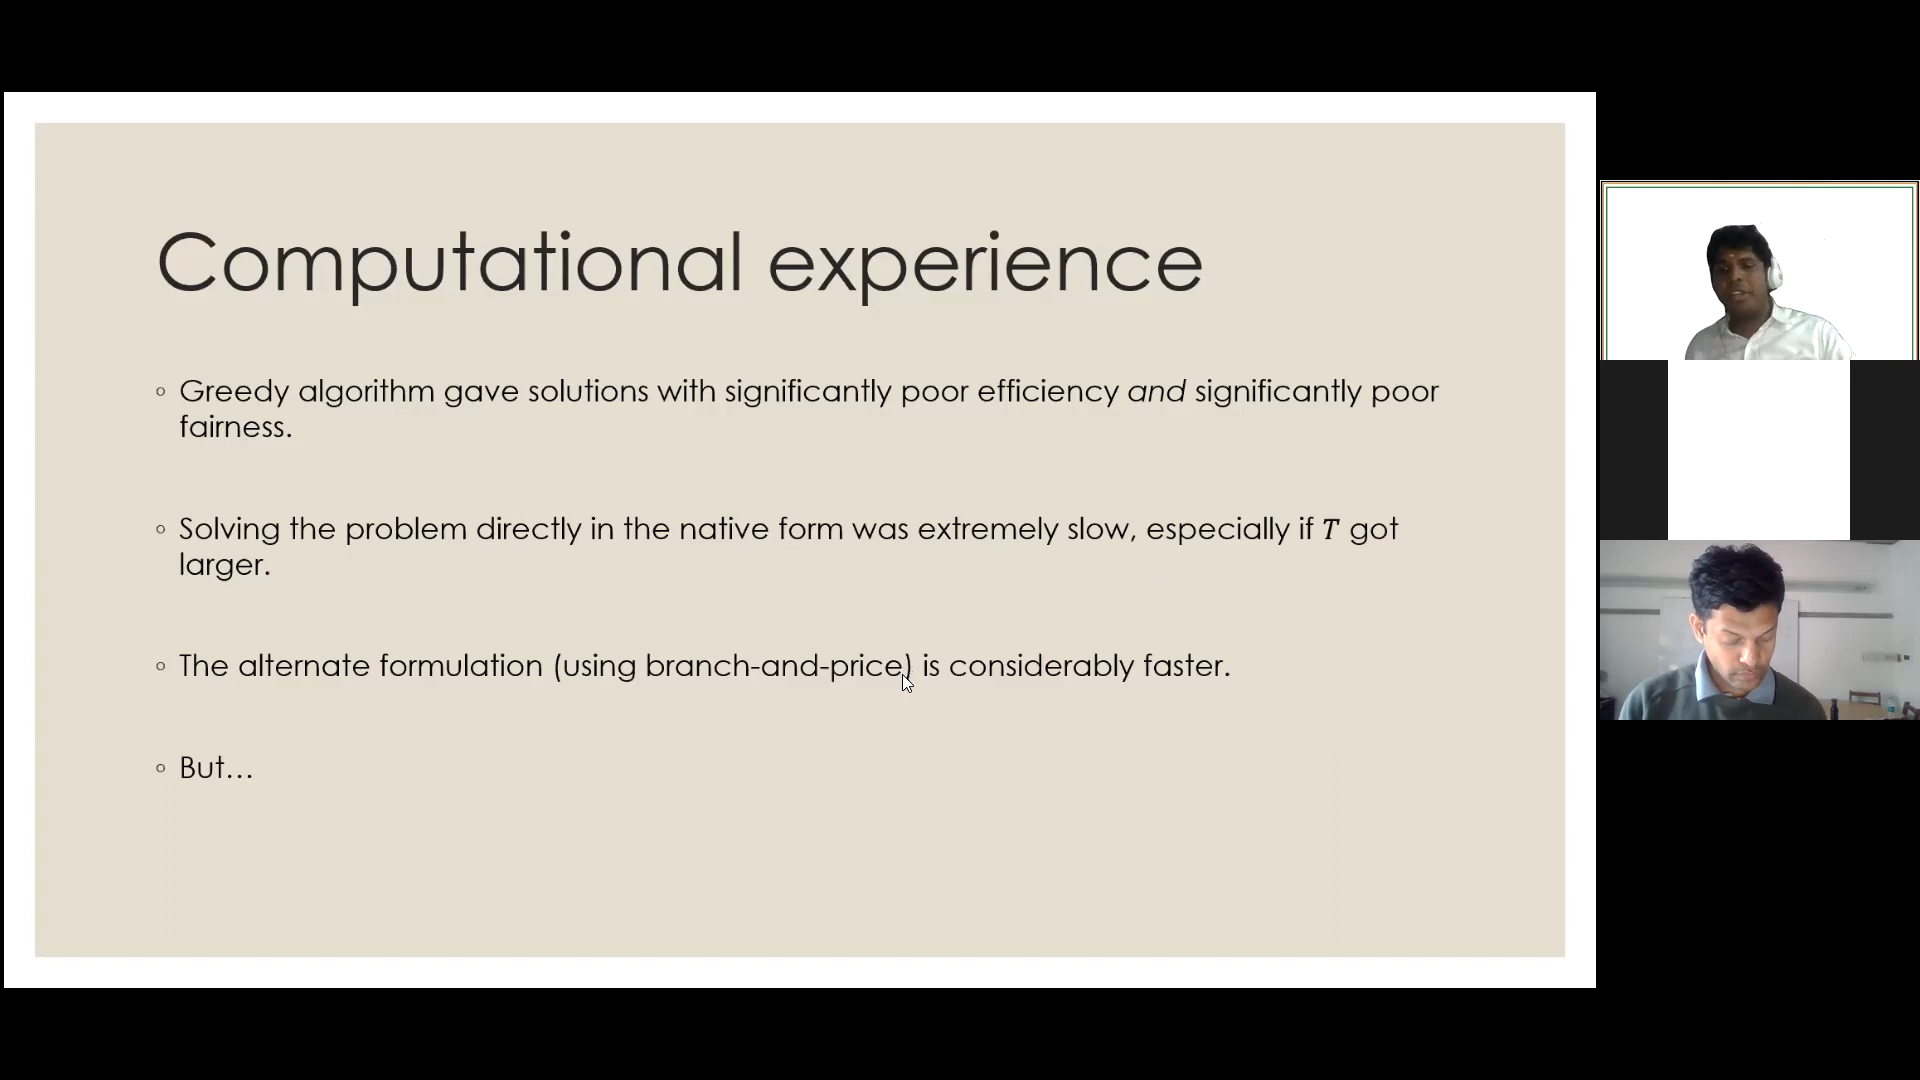 Computational experience
◦ Greedy algorithm gave solutions with significantly poor efficiency and significantly poor
fairness.
◦ Solving the problem directly in the native form was extremely slow, especially if T got
larger.
◦ The alternate formulation (using branch-and-price) is considerably faster.
◦ But…